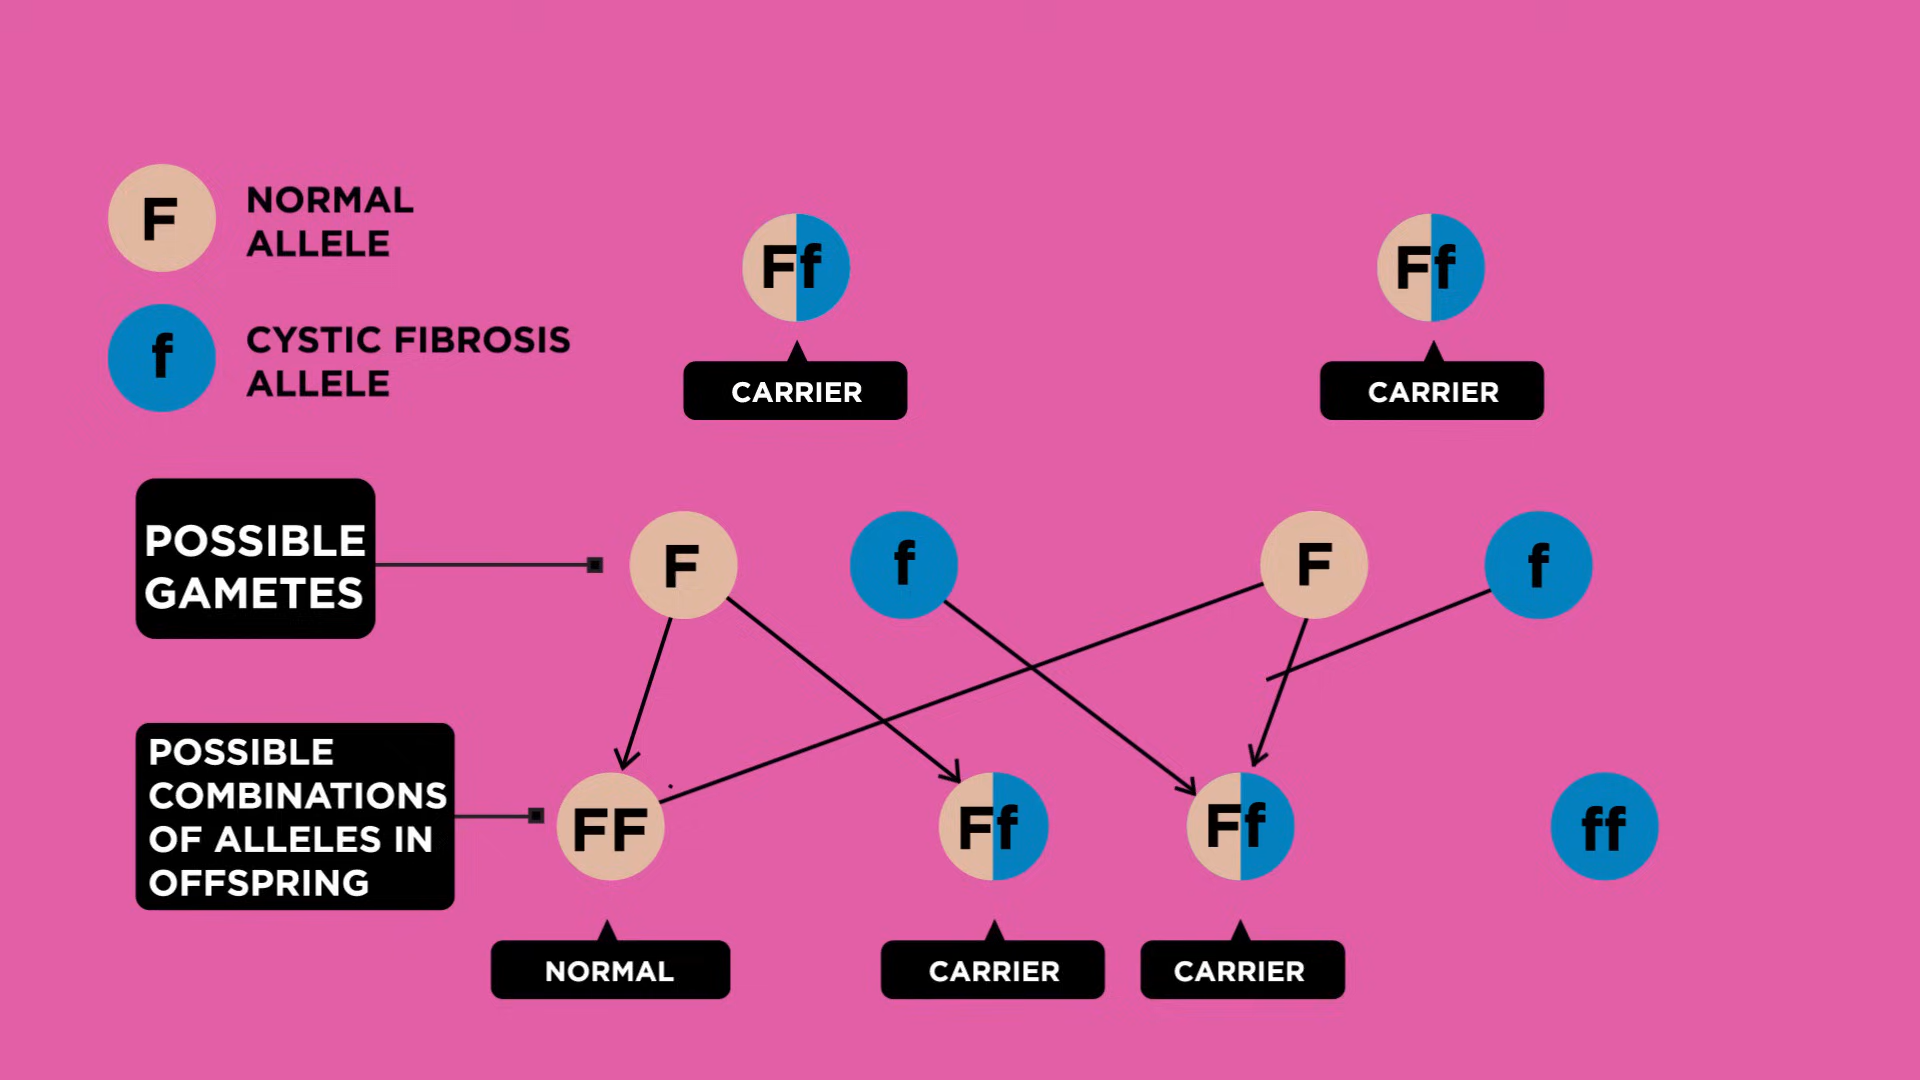 F
NORMAL
ALLELE
f
CYSTIC FIBROSIS
ALLELE
Ff
Ff
CARRIER
CARRIER
POSSIBLE
GAMETES
F
f
F
f
POSSIBLE
COMBINATIONS
OF ALLELES IN
OFFSPRING
FF
Ff
Ff
ff
NORMAL
CARRIER
CARRIER